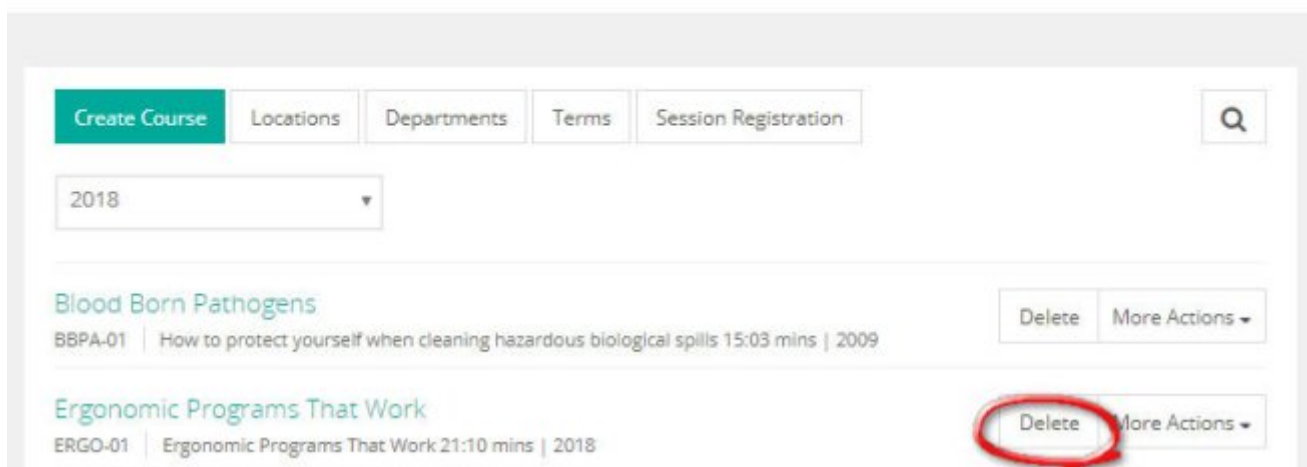 Create Course Locations Departments Terms Session Registration
2018
Blood Born Pathogens
Delete More Actions
BBPA-01 How to protect yourself when cleaning hazardous biological spills 15:03 mins | 2009
Ergonomic Programs That Work
Delete More Actions
ERGO-01 Ergonomic Programs That Work 21:10 mins | 2018